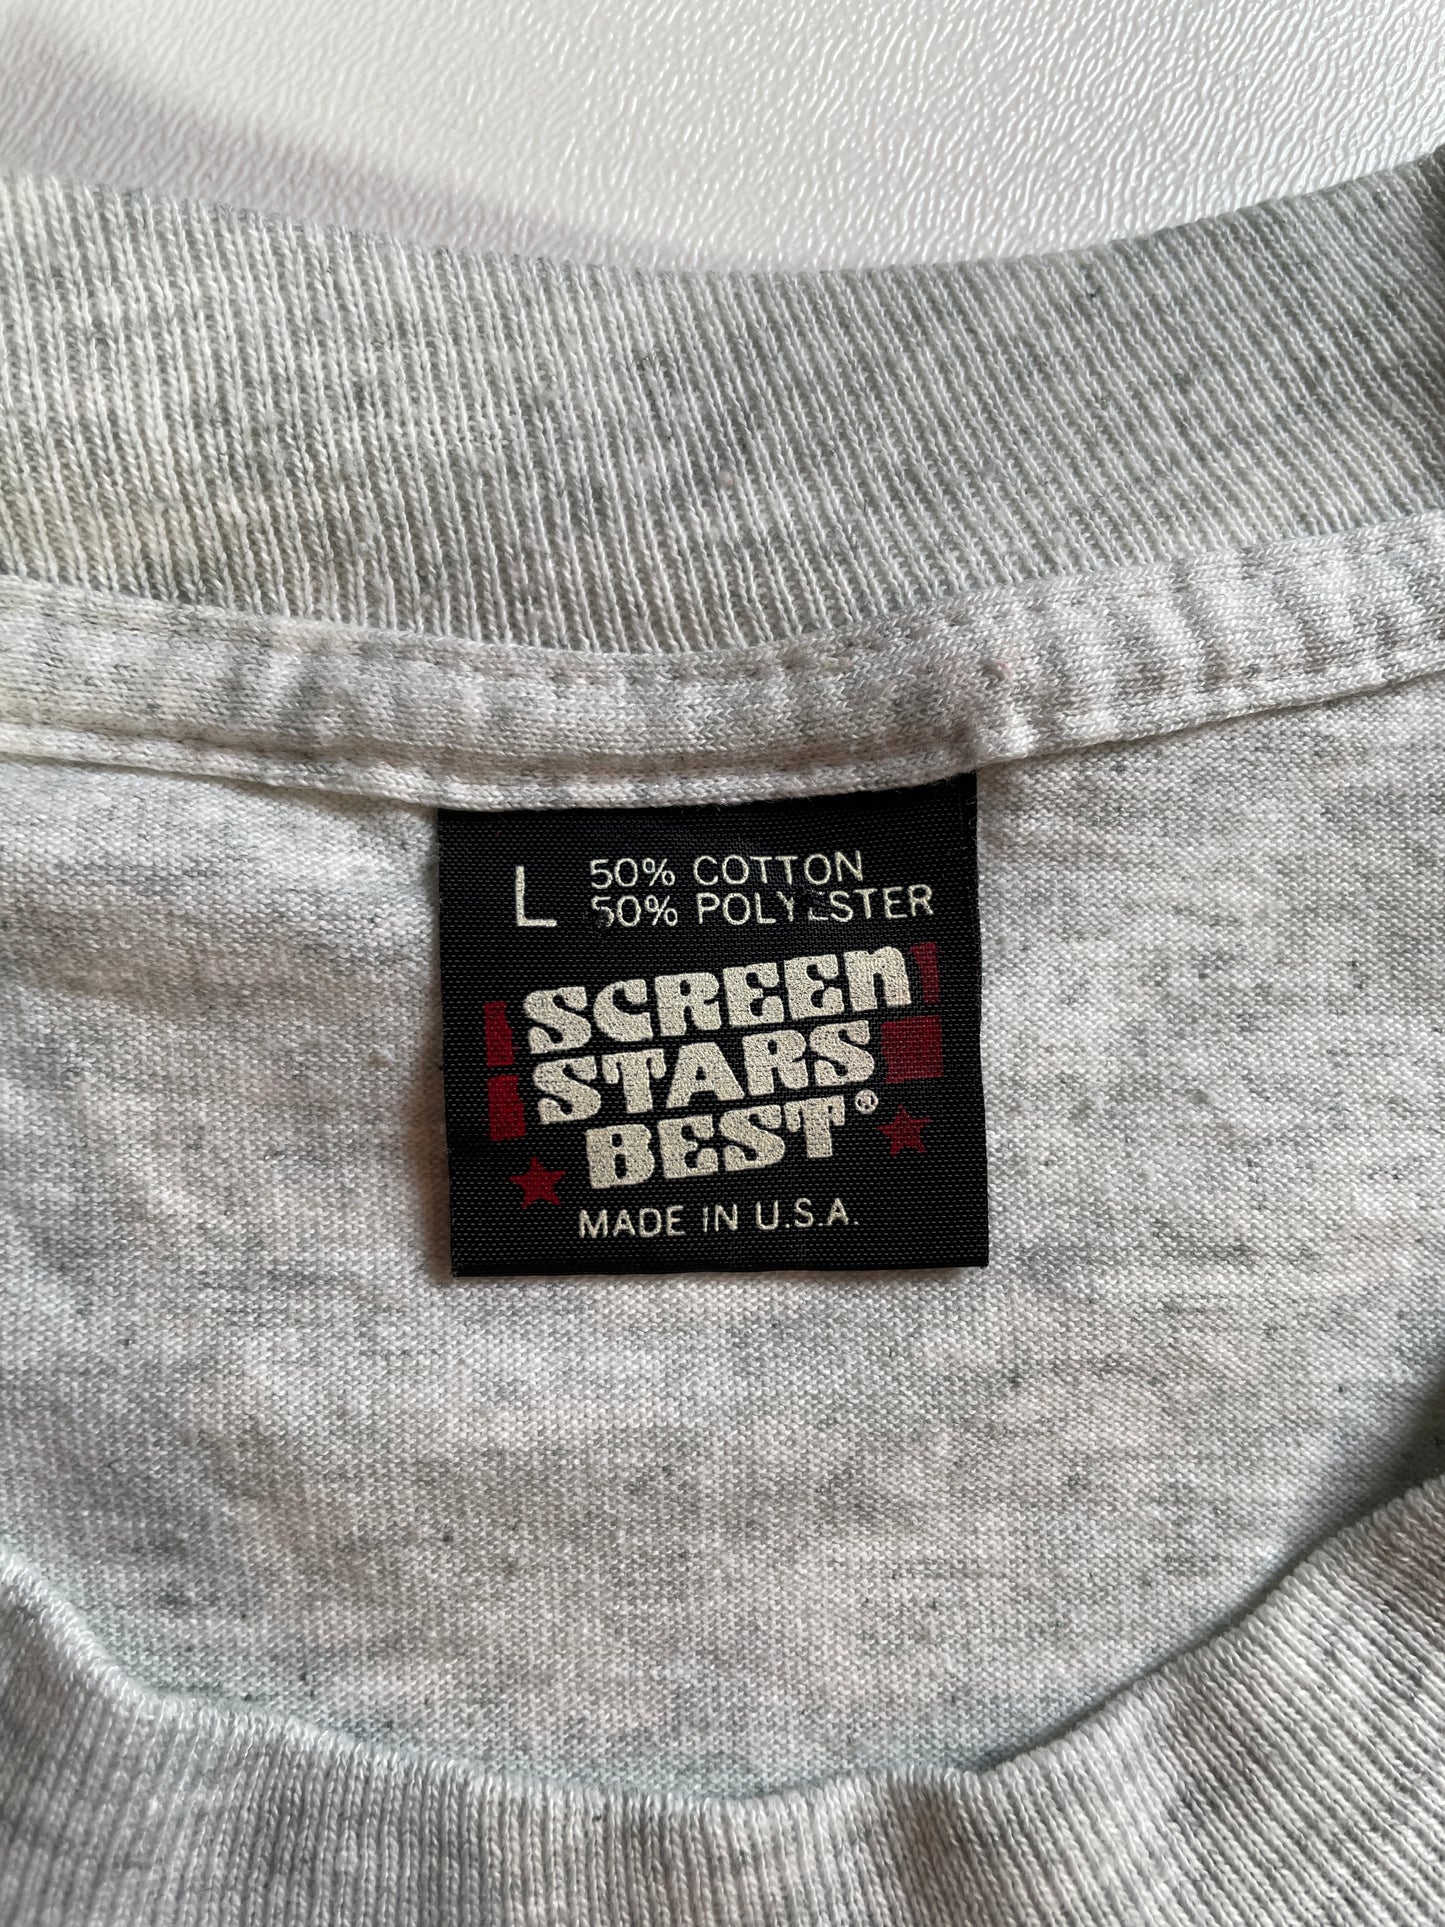 L 50% COTTON
50% POLYESTER
SCREEN
STARS
BEST®
MADE IN U.S.A.